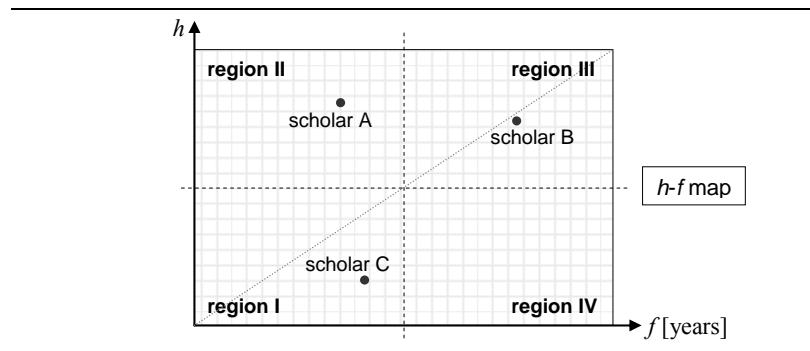 h
region II
region III
scholar A
scholar B
h-f map
scholar C
region I
region IV
f [years]